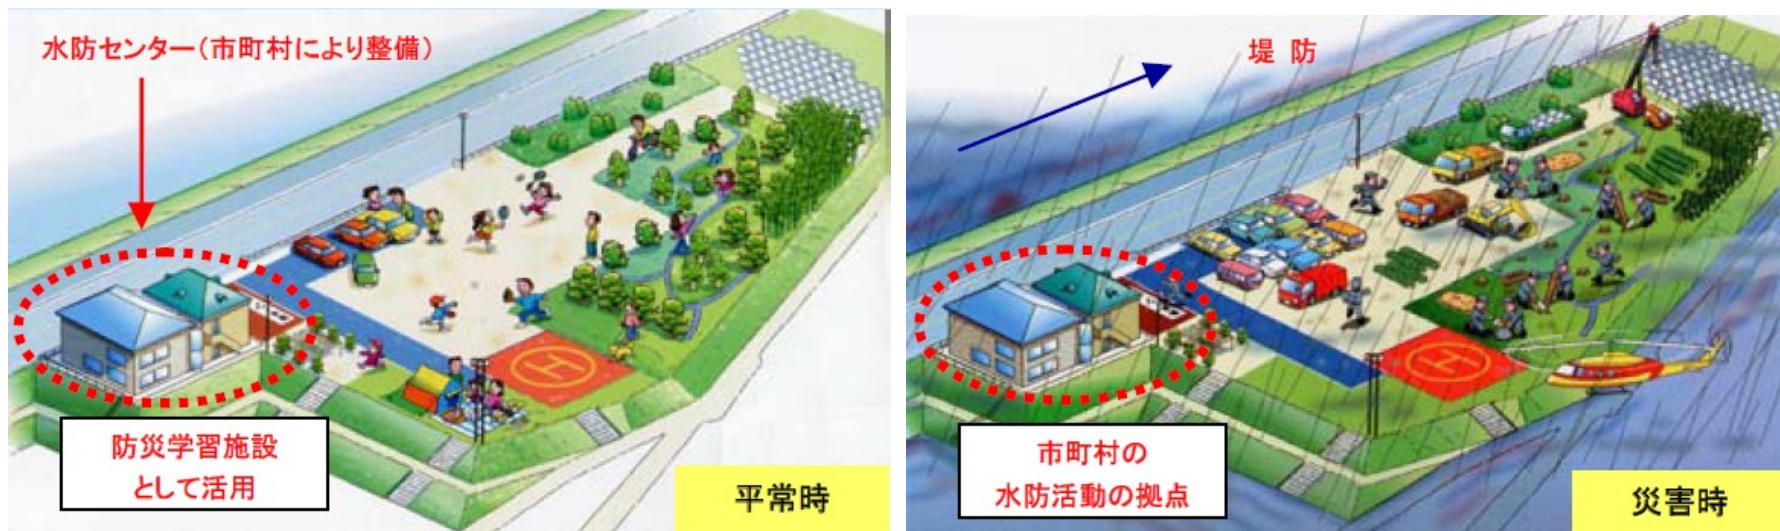 水防センター(市町村により整備)
防災学習施設
として活用
平常時
堤 防
H
市町村の
水防活動の拠点
災害時
H